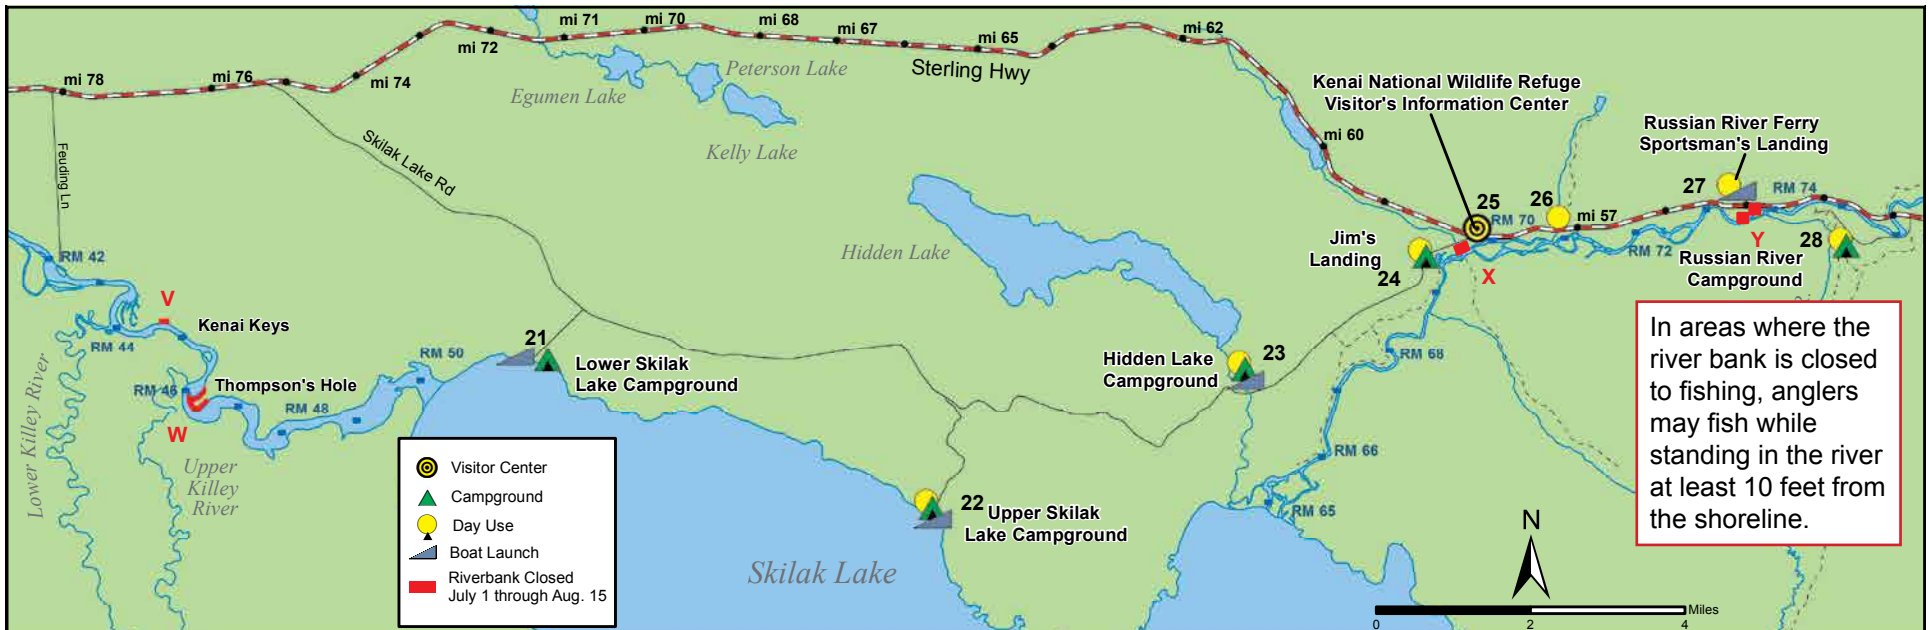 mi 78
mi 76
mi 74
mi 72
mi 71
mi 70
mi 68
mi 67
mi 65
mi 62
mi 60
mi 57
Sterling Hwy
Peterson Lake
Egumen Lake
Kelly Lake
Hidden Lake
Feuding Ln
Skilak Lake Rd
Kenai National Wildlife Refuge
Visitor's Information Center
Russian River Ferry
Sportsman's Landing
25
26
27
28
RM 70
RM 72
RM 74
Jim's
Landing
24
X
Y
Russian River
Campground
RM 42
V
Kenai Keys
RM 44
RM 46
Thompson's Hole
W
RM 48
RM 50
Lower Killey River
Upper
Killey
River
21
Lower Skilak
Lake Campground
22
Upper Skilak
Lake Campground
Hidden Lake
Campground
23
RM 68
RM 66
RM 65
Skilak Lake
Visitor Center
Campground
Day Use
Boat Launch
Riverbank Closed
July 1 through Aug. 15
In areas where the
river bank is closed
to fishing, anglers
may fish while
standing in the river
at least 10 feet from
the shoreline.
N
Miles
0 2 4